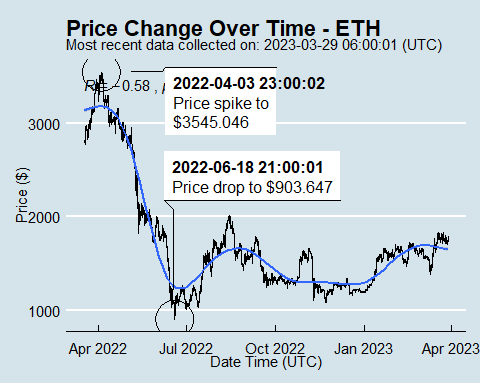 Price Change Over Time - ETH
Most recent data collected on: 2023-03-29 06:00:01 (UTC)
R = −0.58 ,
2022-04-03 23:00:02
Price spike to
$3545.046
2022-06-18 21:00:01
Price drop to $903.647
Price ($)
3000
2000
1000
Apr 2022
Jul 2022
Oct 2022
Jan 2023
Apr 2023
Date Time (UTC)